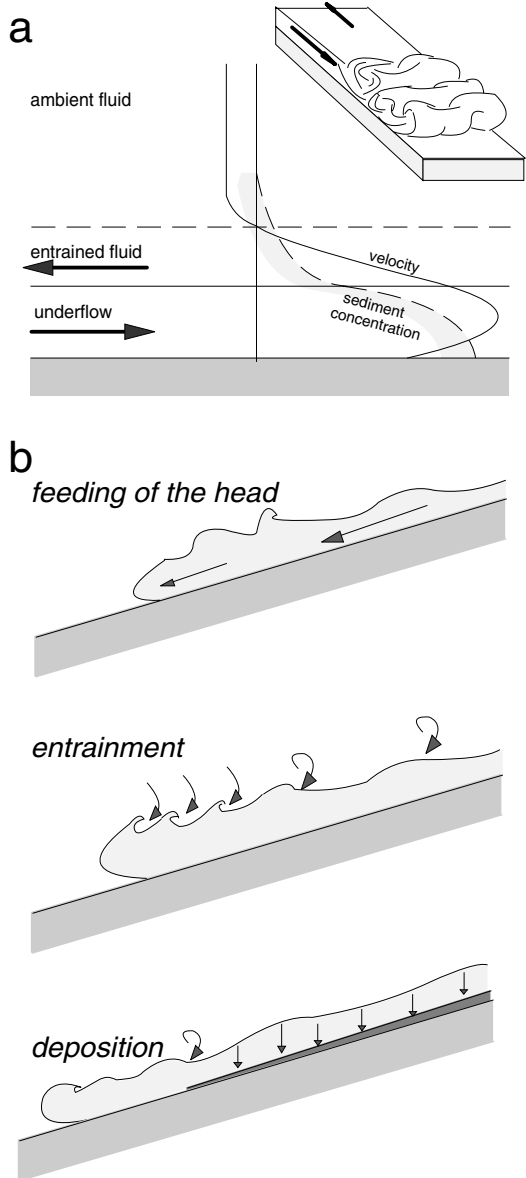 a
ambient fluid
entrained fluid
velocity
underflow
sediment
concentration
b
feeding of the head
entrainment
deposition